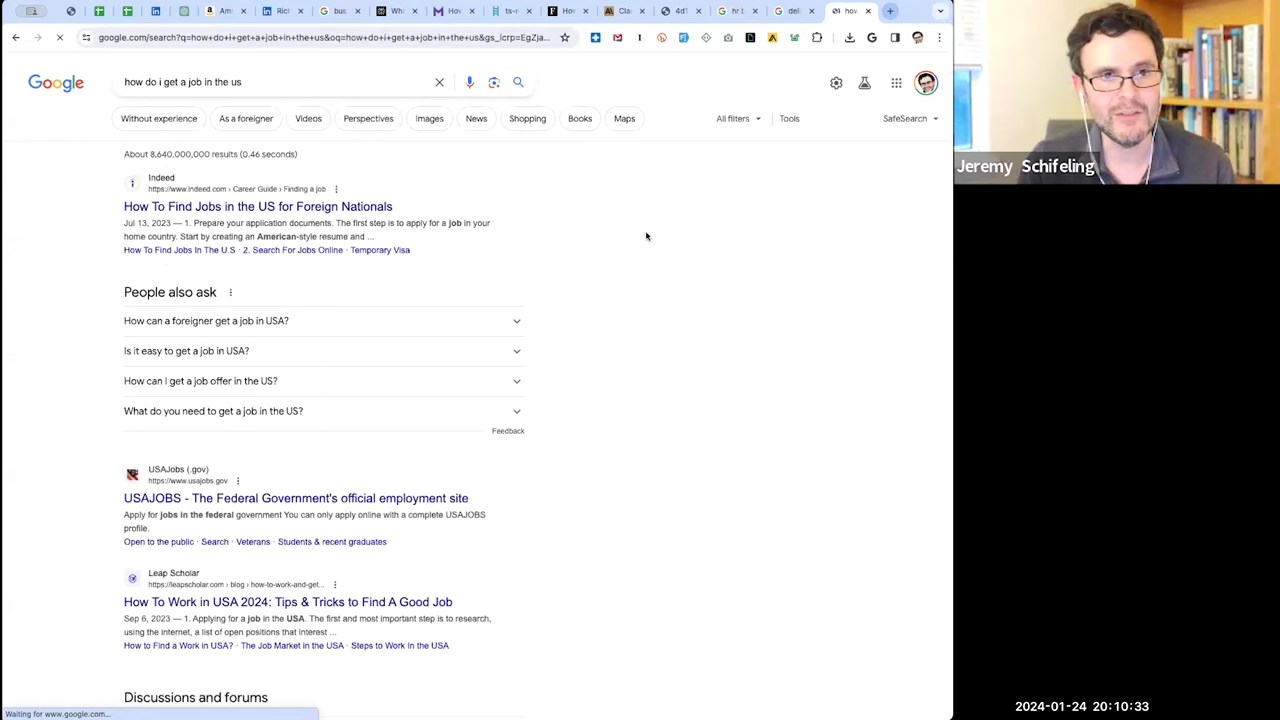 Am
Ric
bus
Wh
Hov
ts-r
Hov
Cla
4d1
hr t
del
how
google.com/search?q=how+do+i+get+a+job+in+the+us&oq=how+do+i+get+a+job+in+the+us&gs_lcrp=EgZja...
Google
how do i get a job in the us
Without experience
As a foreigner
Videos
Perspectives
Images
News
Shopping
Books
Maps
All filters
Tools
SafeSearch
About 8,640,000,000 results (0.46 seconds)
Indeed
https://www.indeed.com › Career Guide › Finding a job
How To Find Jobs in the US for Foreign Nationals
Jul 13, 2023 — 1. Prepare your application documents. The first step is to apply for a job in your
home country. Start by creating an American-style resume and ...
How To Find Jobs In The U.S · 2. Search For Jobs Online · Temporary Visa
People also ask
How can a foreigner get a job in USA?
Is it easy to get a job in USA?
How can I get a job offer in the US?
What do you need to get a job in the US?
Feedback
USAJobs (.gov)
https://www.usajobs.gov
USAJOBS - The Federal Government's official employment site
Apply for jobs in the federal government You can only apply online with a complete USAJOBS
profile.
Open to the public · Search · Veterans · Students & recent graduates
Leap Scholar
https://leapscholar.com › blog › how-to-work-and-get...
How To Work in USA 2024: Tips & Tricks to Find A Good Job
Sep 6, 2023 — 1. Applying for a job in the USA. The first and most important step is to research,
using the internet, a list of open positions that interest ...
How to Find a Work in USA? · The Job Market in the USA · Steps to Work In the USA
Discussions and forums
Waiting for www.google.com...
Jeremy Schifeling
2024-01-24 20:10:33